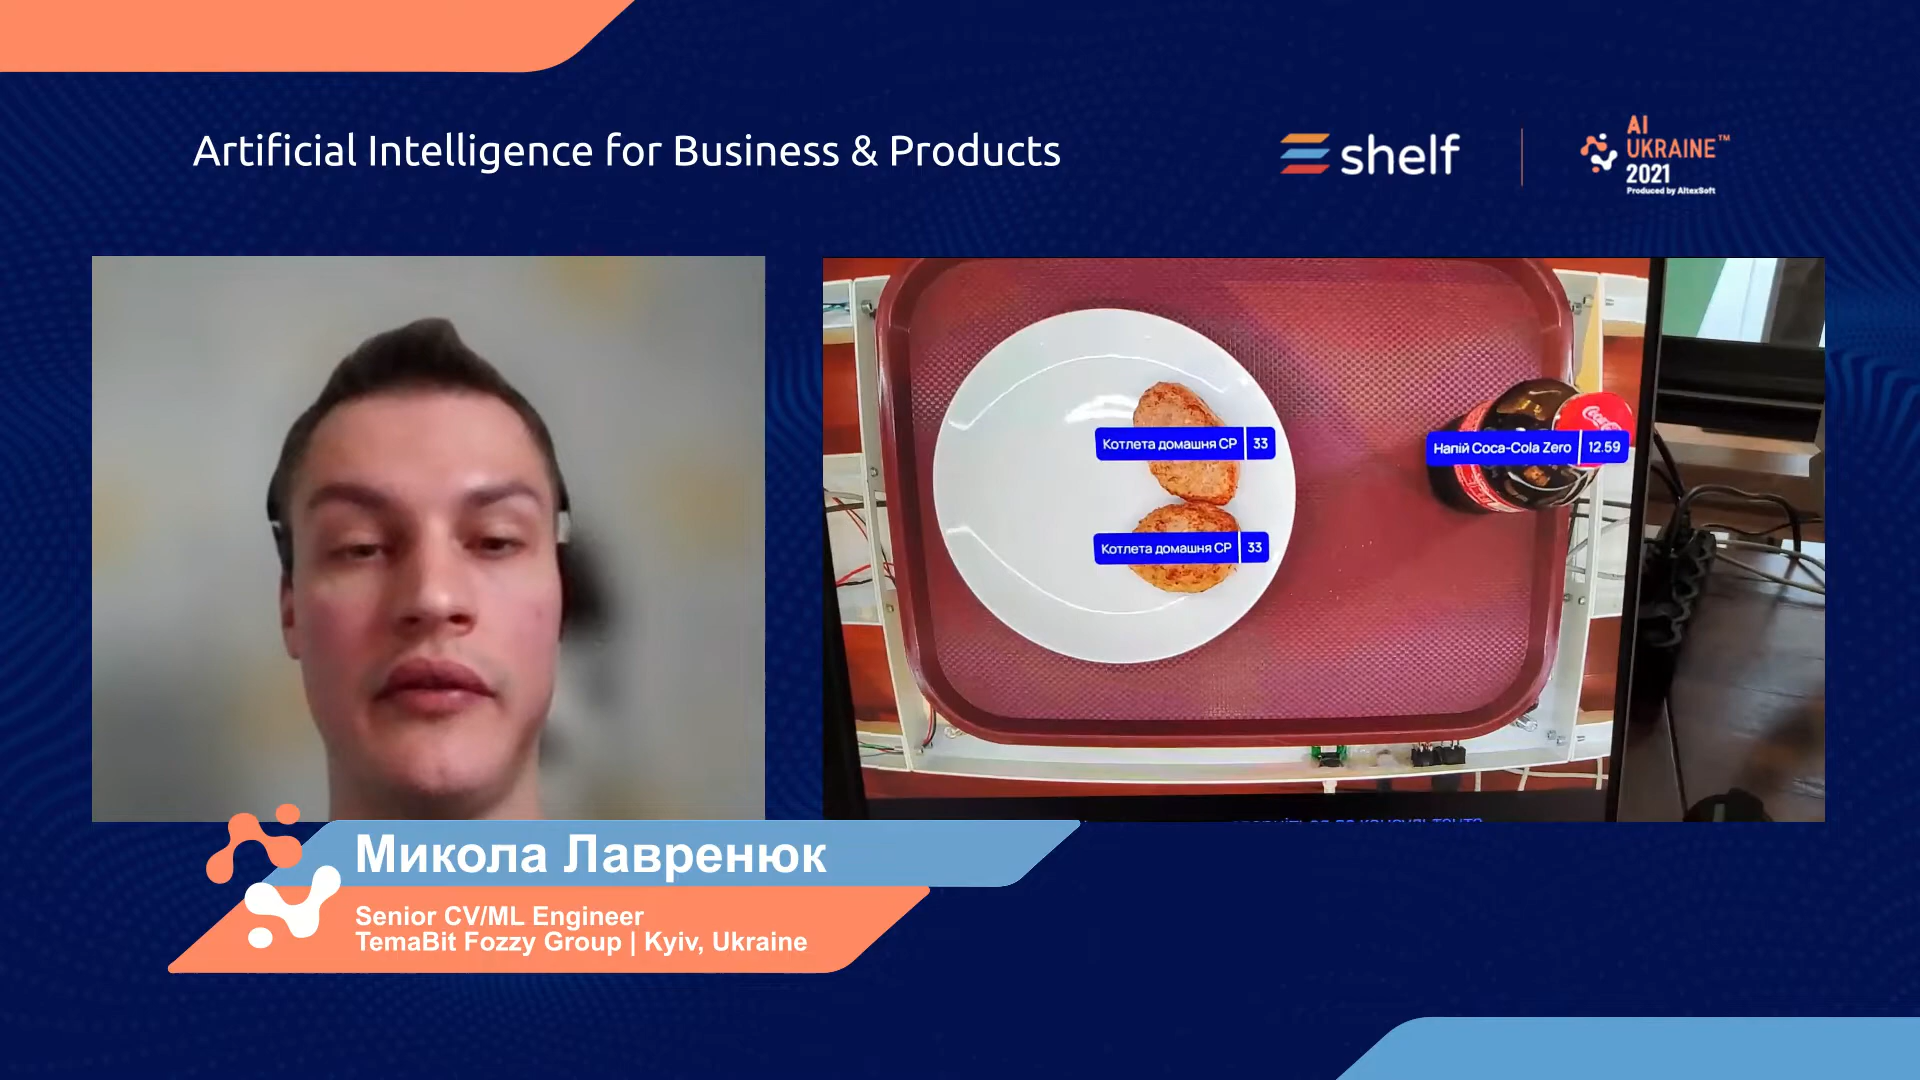 Artificial Intelligence for Business & Products
shelf
AI
UKRAINE™
2021
Produced by AltexSoft
Котлета домашня СР 33
Напій Coca-Cola Zero 12.59
Котлета домашня СР 33
Микола Лавренюк
Senior CV/ML Engineer
TemaBit Fozzy Group | Kyiv, Ukraine